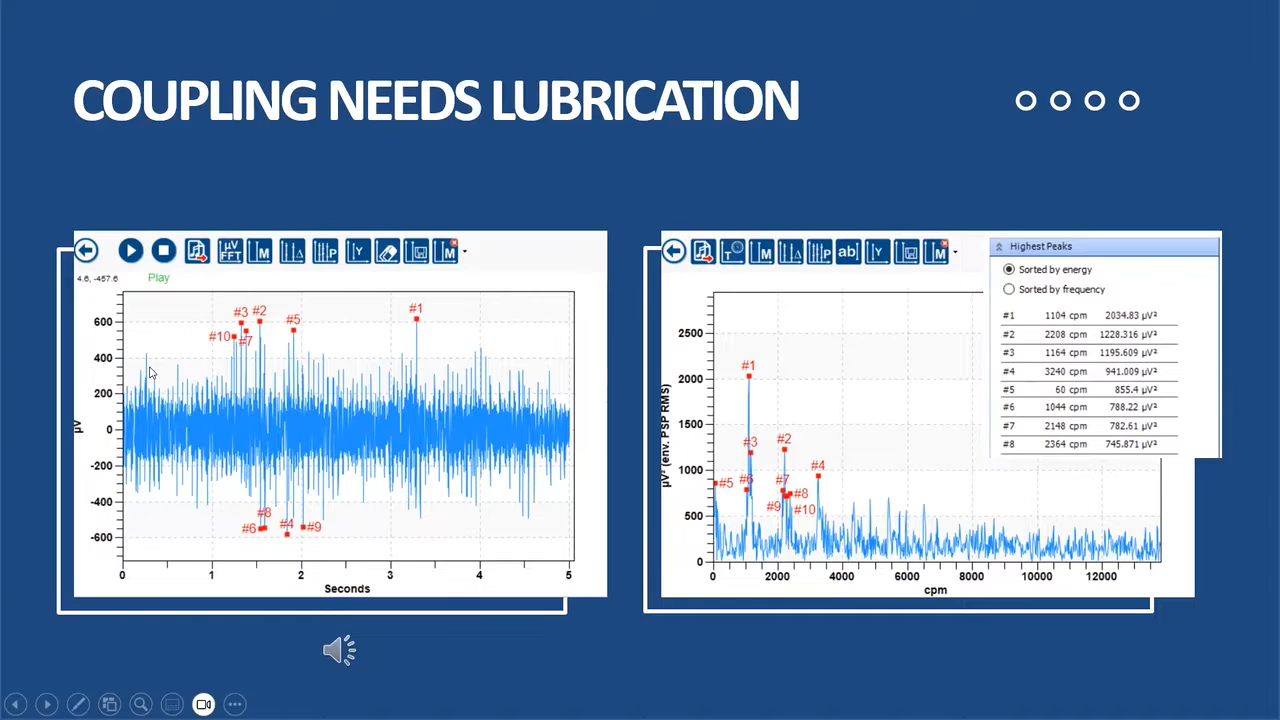 COUPLING NEEDS LUBRICATION
µV
FFT
M
Δ
P
Y
M
4.6, -457.6
Play
600
400
200
0
-200
-400
-600
µV
#1
#2
#3
#5
#7
#10
#8
#6
#4
#9
0
1
2
3
4
5
Seconds
T
M
Δ
P
ab|
Y
M
Highest Peaks
Sorted by energy
Sorted by frequency
#1 1104 cpm 2034.83 µV²
#2 2208 cpm 1228.316 µV²
#3 1164 cpm 1195.609 µV²
#4 3240 cpm 941.009 µV²
#5 60 cpm 855.4 µV²
#6 1044 cpm 788.22 µV²
#7 2148 cpm 782.61 µV²
#8 2364 cpm 745.871 µV²
2500
2000
1500
1000
500
0
µV² (env. PSP RMS)
#1
#2
#3
#4
#6
#7
#5
#8
#9
#10
0
2000
4000
6000
8000
10000
12000
cpm